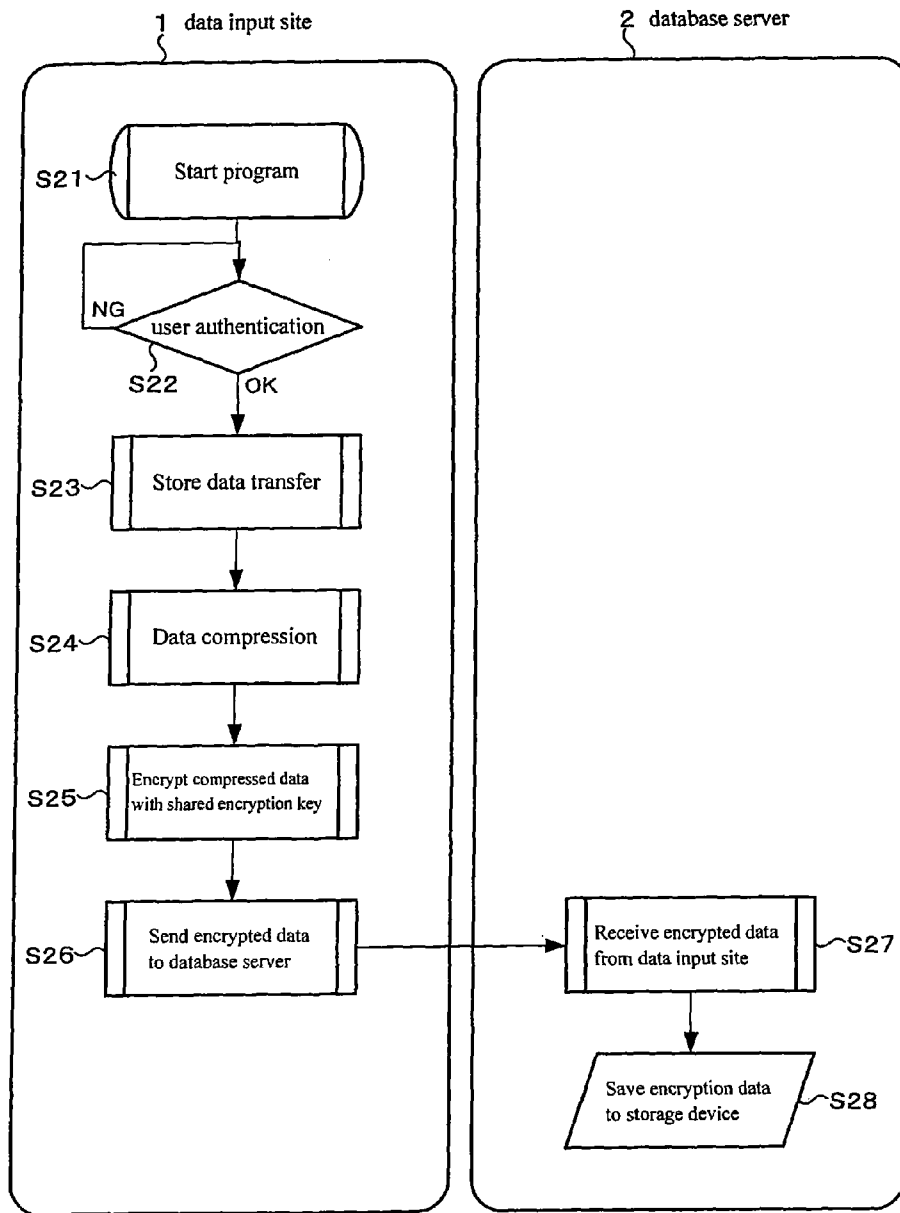 1 data input site
2 database server
S21
Start program
NG
user authentication
S22
OK
S23
Store data transfer
S24
Data compression
S25
Encrypt compressed data
with shared encryption key
S26
Send encrypted data
to database server
Receive encrypted data
from data input site
S27
Save encryption data
to storage device
S28